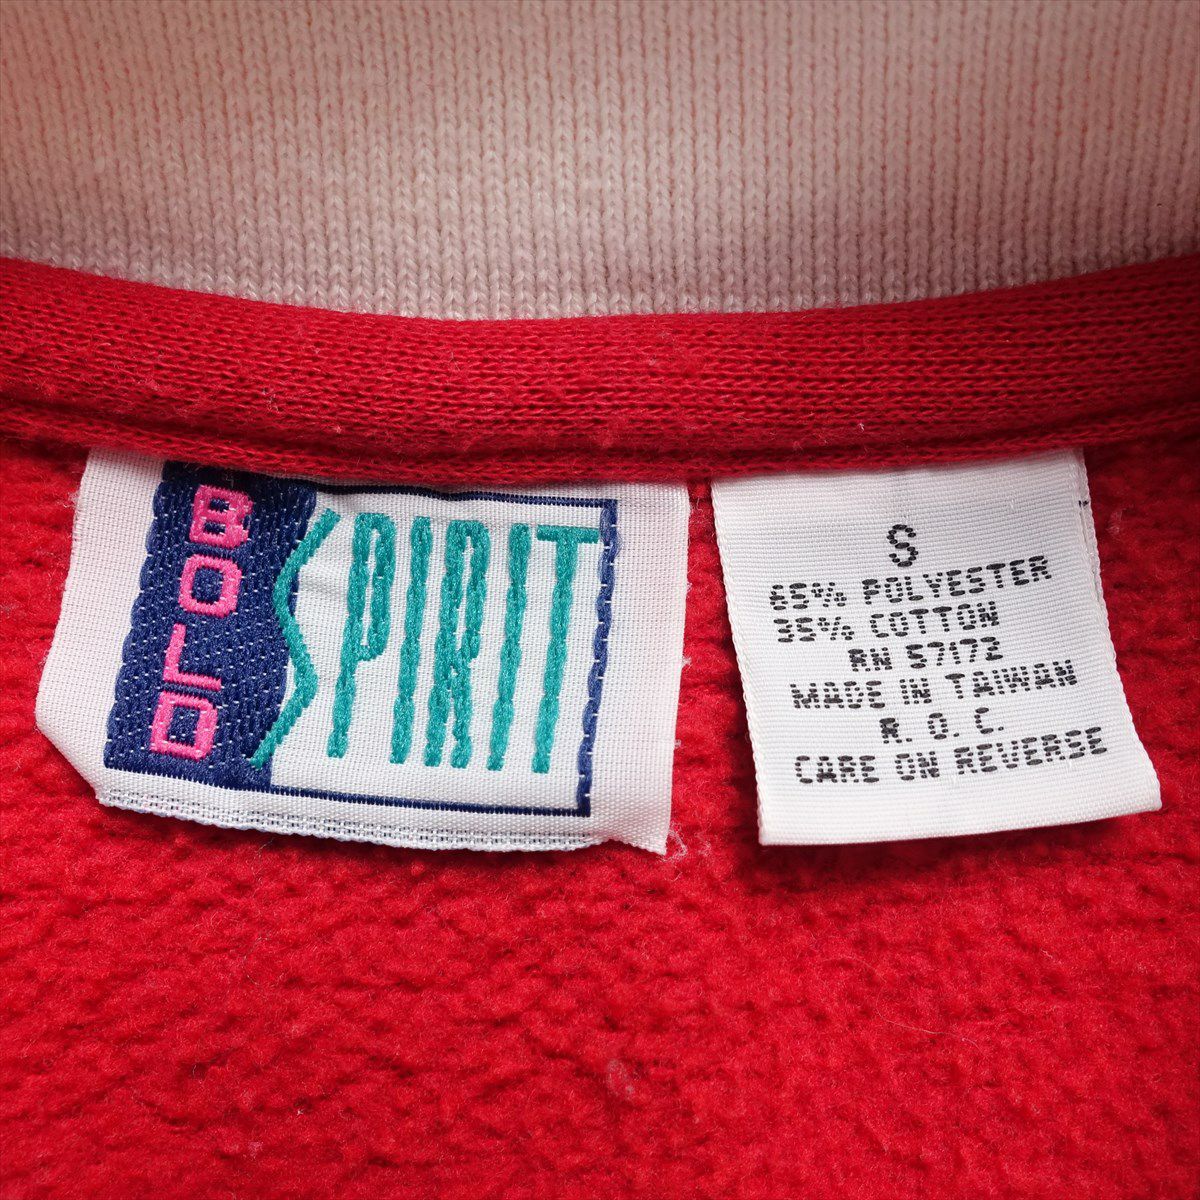 BOLD
SPIRIT
S
65% POLYESTER
35% COTTON
RN 57172
MADE IN TAIWAN
R. O. C.
CARE ON REVERSE